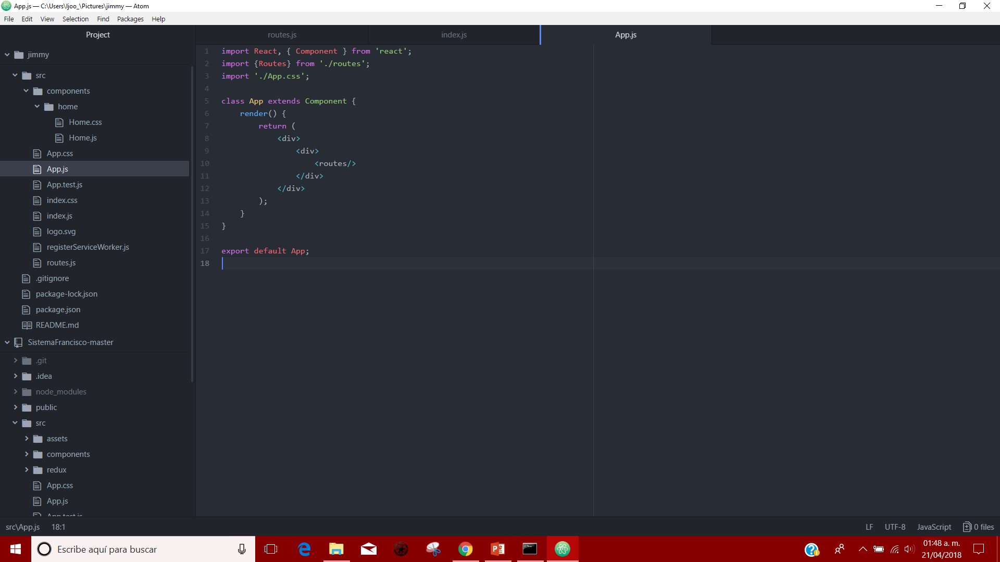 App.js — C:\Users\ljoo_\Pictures\jimmy — Atom
File Edit View Selection Find Packages Help
Project
jimmy
src
components
home
Home.css
Home.js
App.css
App.js
App.test.js
index.css
index.js
logo.svg
registerServiceWorker.js
routes.js
.gitignore
package-lock.json
package.json
README.md
SistemaFrancisco-master
.git
.idea
node_modules
public
src
assets
components
redux
App.css
App.js
App.test.js
routes.js index.js App.js
1 import React, { Component } from 'react';
2 import {Routes} from './routes';
3 import './App.css';
4
5 class App extends Component {
6     render() {
7         return (
8             <div>
9                 <div>
10                     <routes/>
11                 </div>
12             </div>
13         );
14     }
15 }
16
17 export default App;
18
src\App.js 18:1 LF UTF-8 JavaScript 0 files
Escribe aquí para buscar
01:48 a. m.
21/04/2018